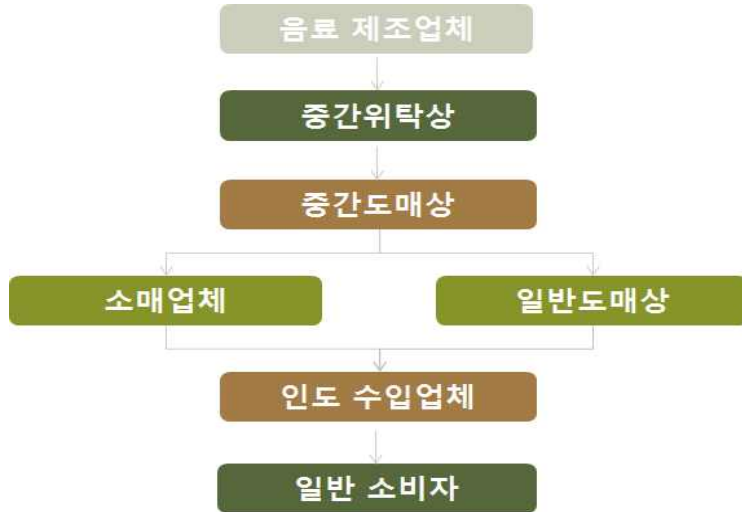 음료 제조업체
중간위탁상
중간도매상
소매업체
일반도매상
인도 수입업체
일반 소비자